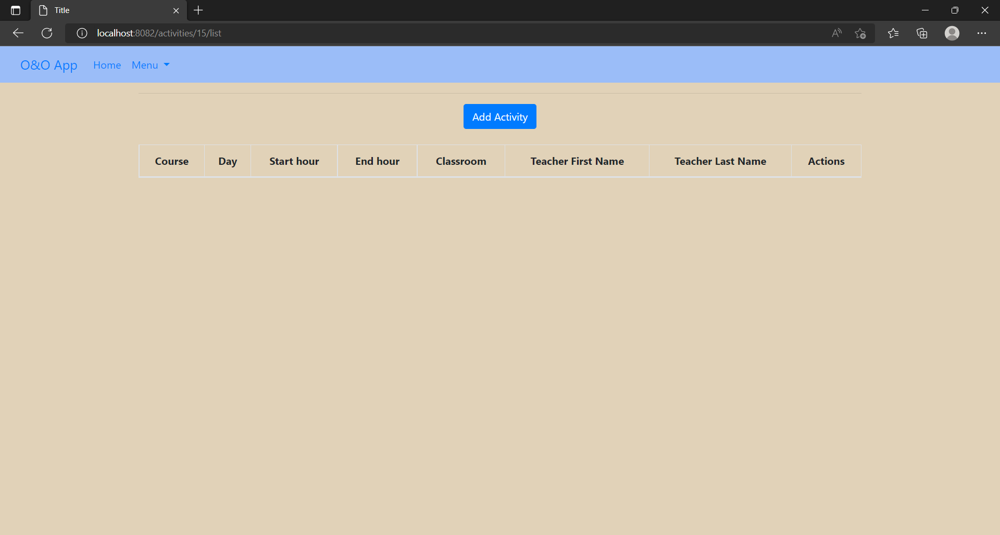 Title
localhost:8082/activities/15/list
O&O App Home Menu
Add Activity
Course Day Start hour End hour Classroom Teacher First Name Teacher Last Name Actions